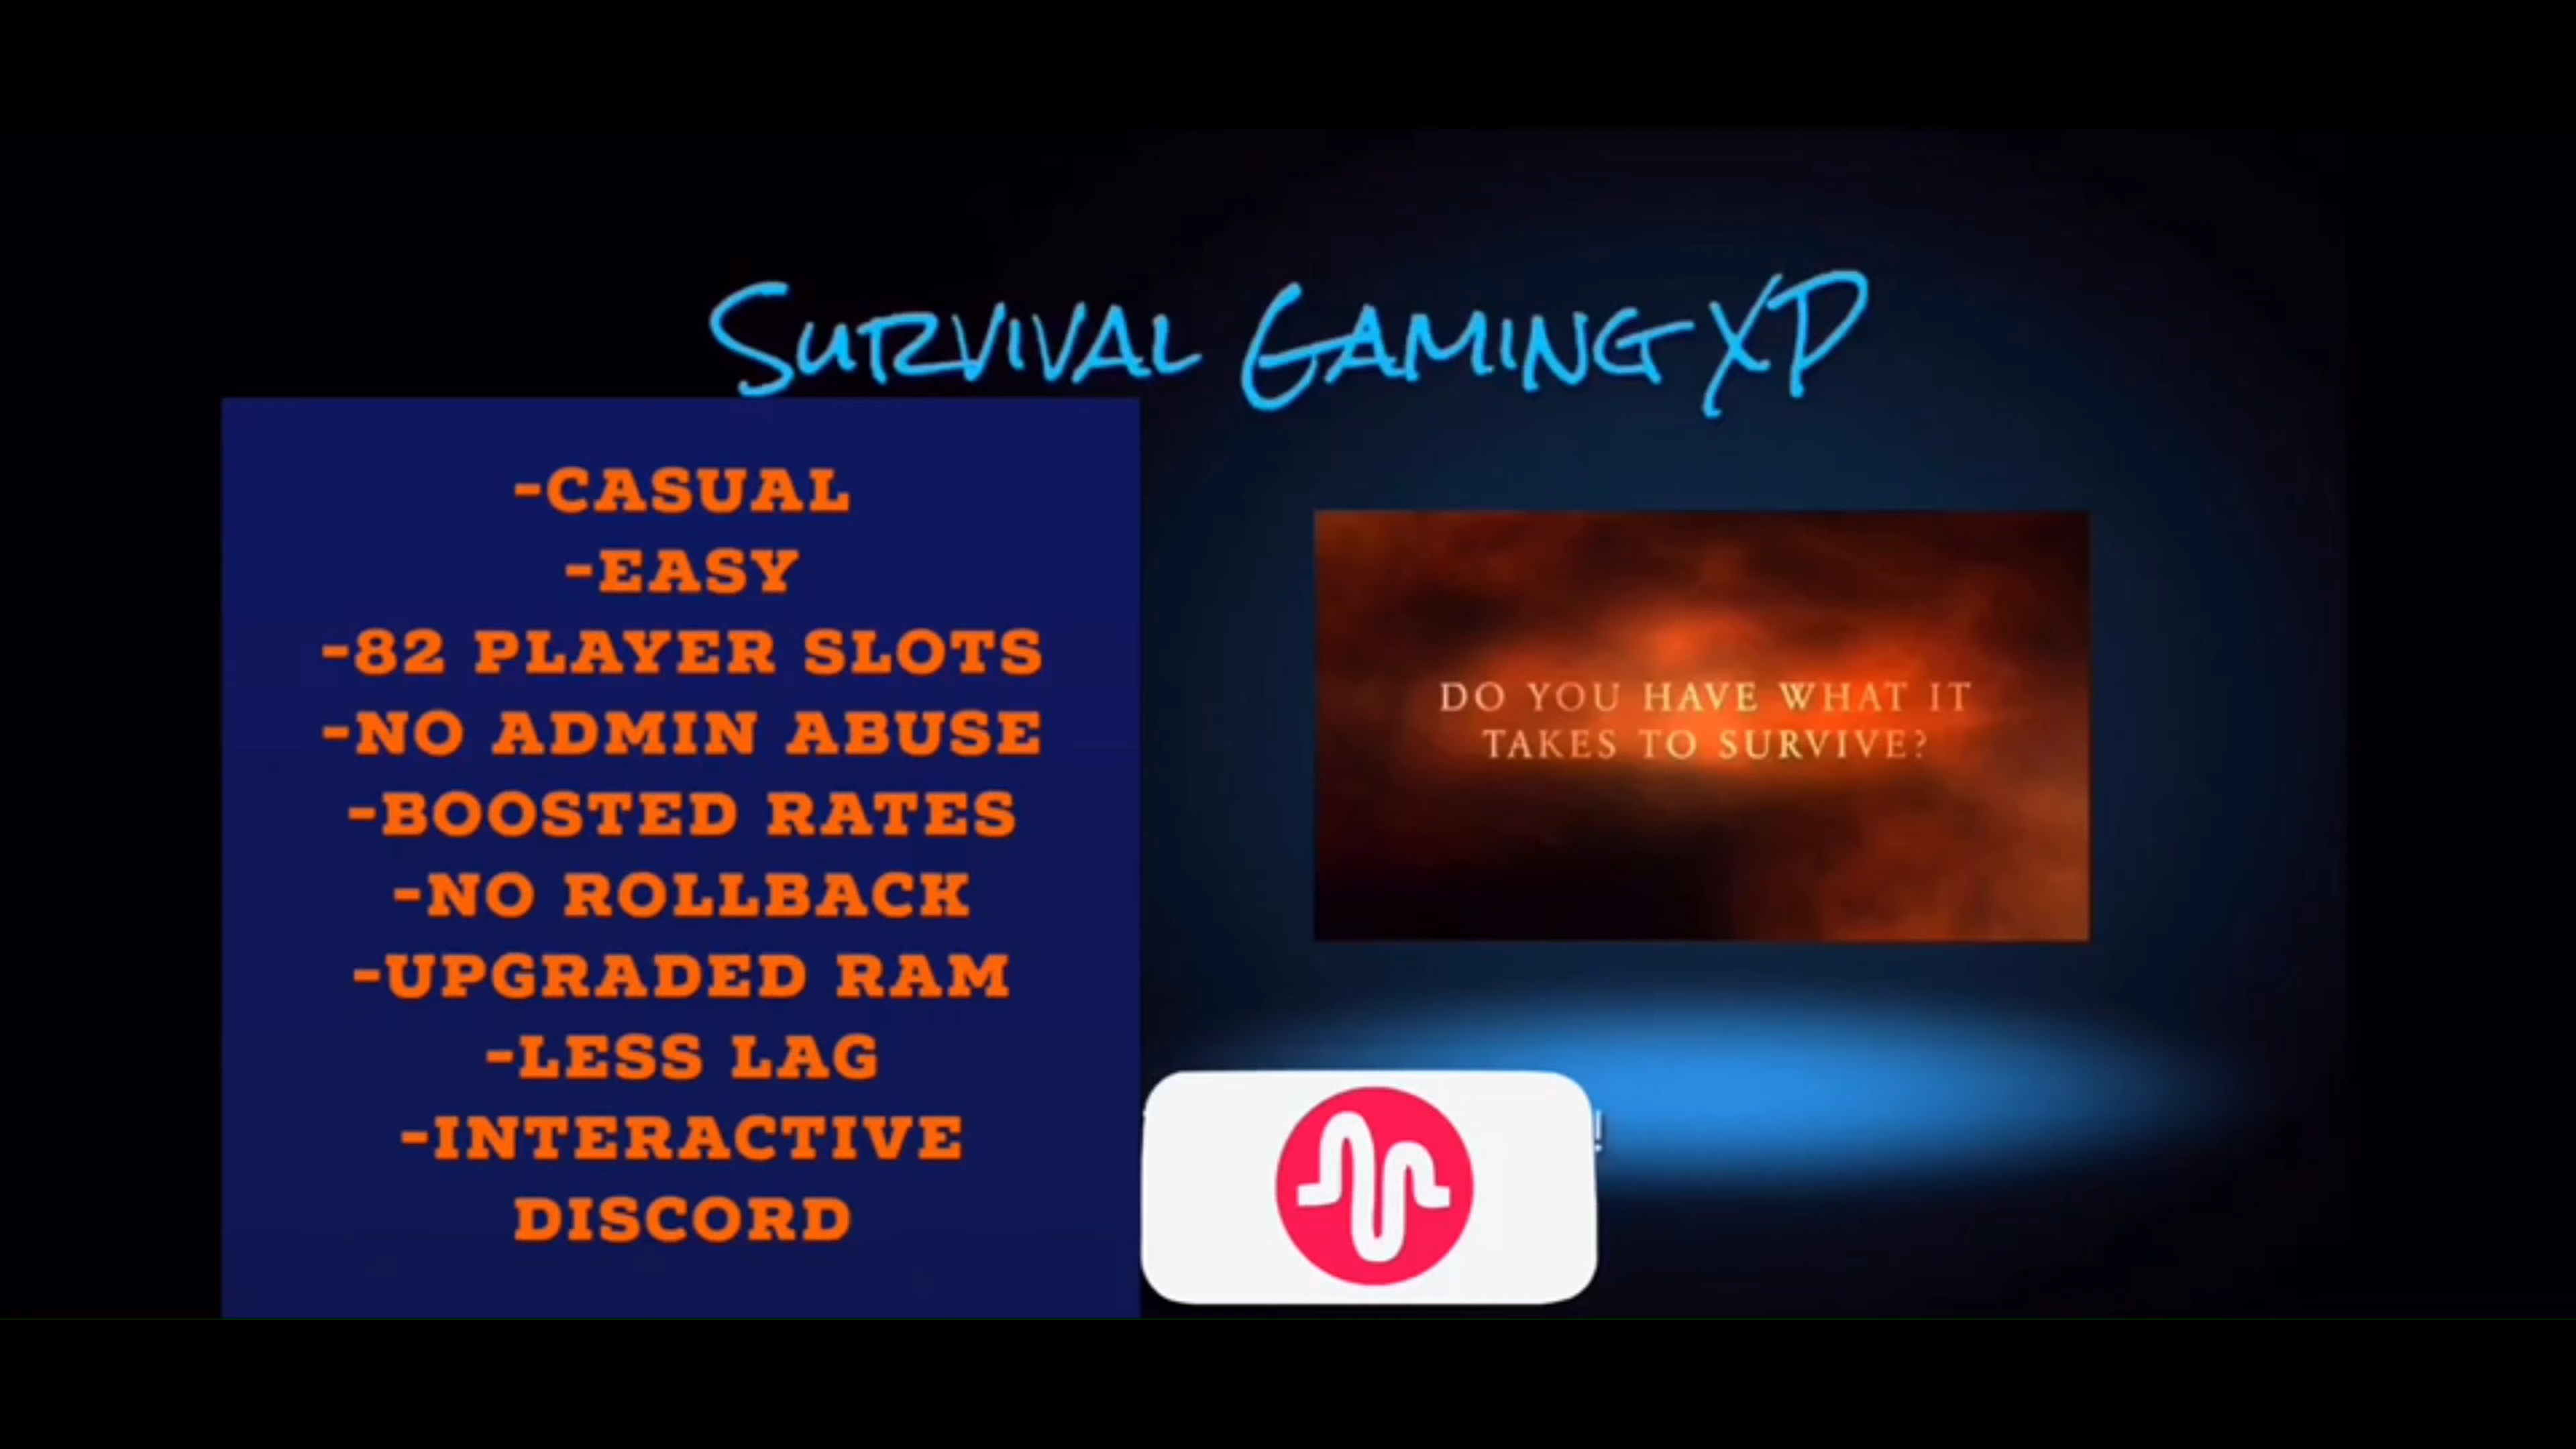 SURVIVAL GAMING XP
-CASUAL
-EASY
-82 PLAYER SLOTS
-NO ADMIN ABUSE
-BOOSTED RATES
-NO ROLLBACK
-UPGRADED RAM
-LESS LAG
-INTERACTIVE
DISCORD
DO YOU HAVE WHAT IT
TAKES TO SURVIVE?
!